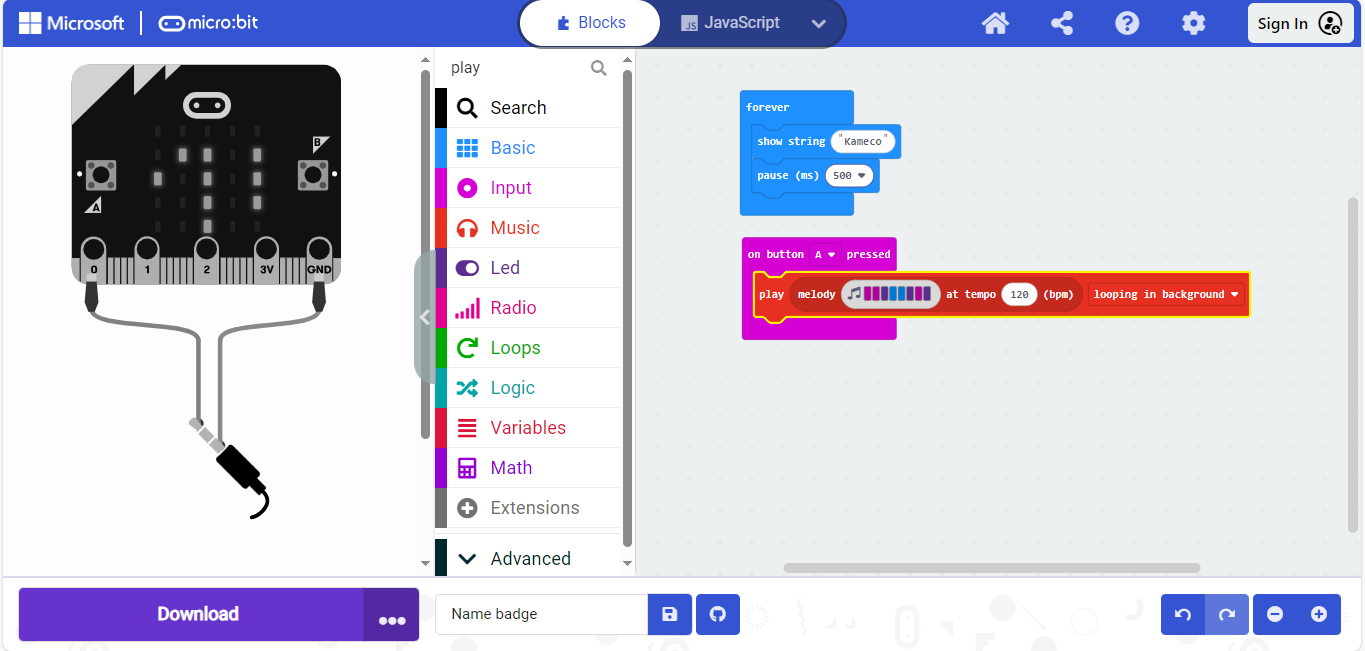 Microsoft micro:bit Blocks JavaScript Sign In
play
Search
Basic
Input
Music
Led
Radio
Loops
Logic
Variables
Math
Extensions
Advanced
B
A
0 1 2 3V GND
forever
show string "Kameco"
pause (ms) 500
on button A pressed
play melody at tempo 120 (bpm) looping in background
Download ••• Name badge